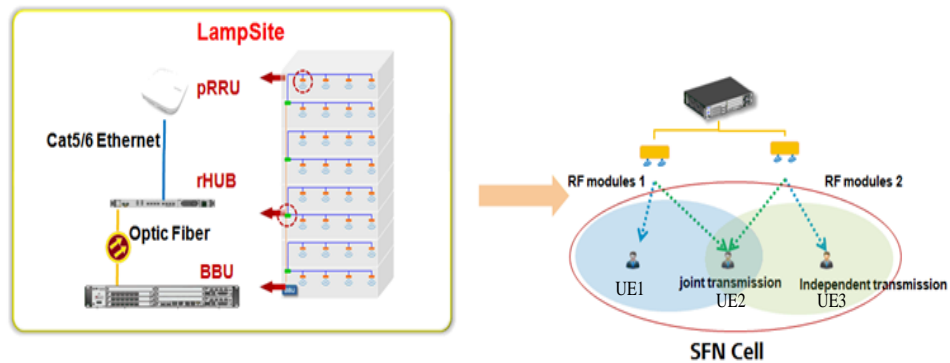 LampSite
pRRU
Cat5/6 Ethernet
rHUB
Optic Fiber
BBU
RF modules 1
RF modules 2
UE1
joint transmission
UE2
Independent transmission
UE3
SFN Cell